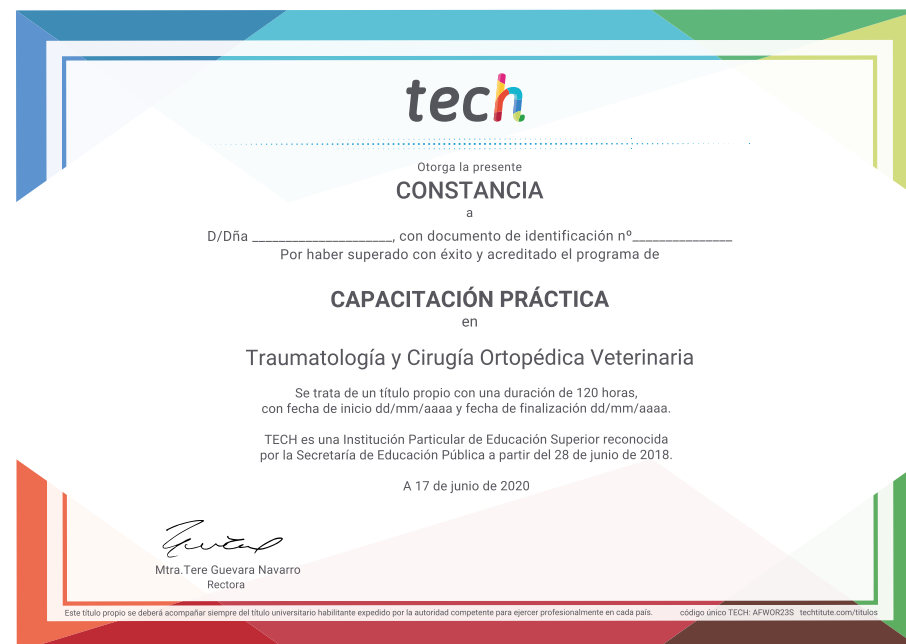 tech
Otorga la presente
CONSTANCIA
a
D/Dña _____________________, con documento de identificación nº_______________
Por haber superado con éxito y acreditado el programa de
CAPACITACIÓN PRÁCTICA
en
Traumatología y Cirugía Ortopédica Veterinaria
Se trata de un título propio con una duración de 120 horas,
con fecha de inicio dd/mm/aaaa y fecha de finalización dd/mm/aaaa.
TECH es una Institución Particular de Educación Superior reconocida
por la Secretaría de Educación Pública a partir del 28 de junio de 2018.
A 17 de junio de 2020
Mtra.Tere Guevara Navarro
Rectora
Este título propio se deberá acompañar siempre del título universitario habilitante expedido por la autoridad competente para ejercer profesionalmente en cada país. código único TECH: AFWOR23S techtitute.com/titulos